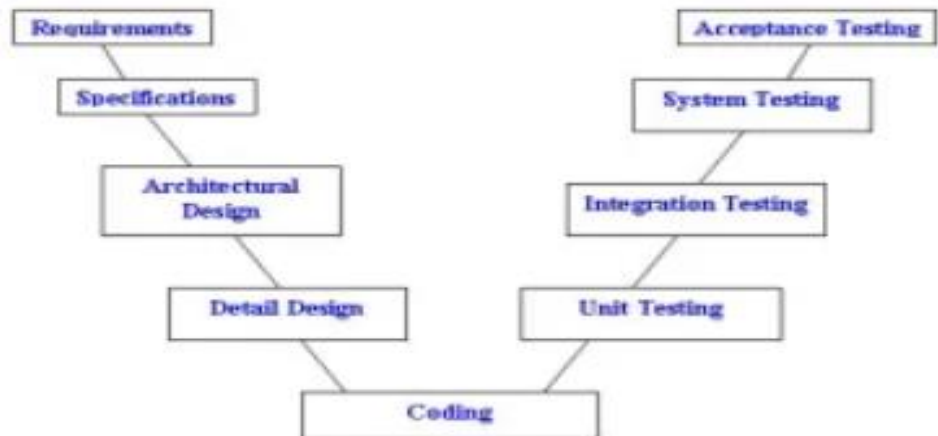 Requirements
Acceptance Testing
Specifications
System Testing
Architectural
Design
Integration Testing
Detail Design
Unit Testing
Coding